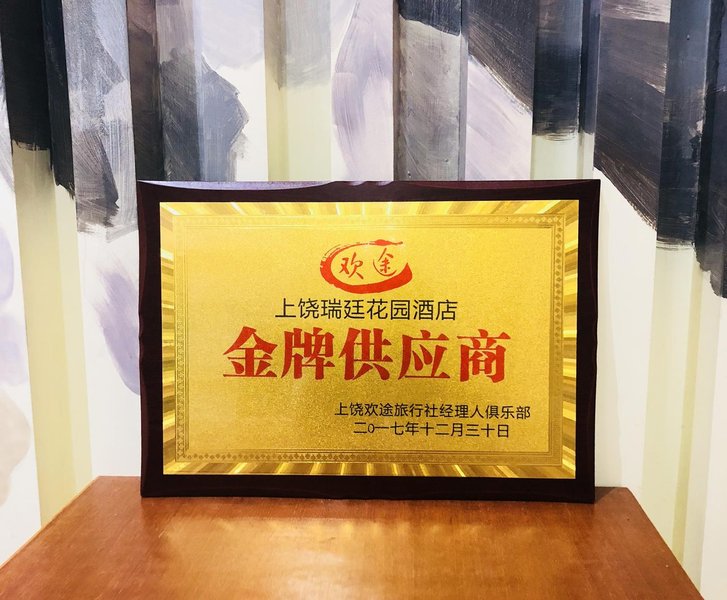 欢途
上饶瑞廷花园酒店
金牌供应商
上饶欢途旅行社经理人俱乐部
二0一七年十二月三十日